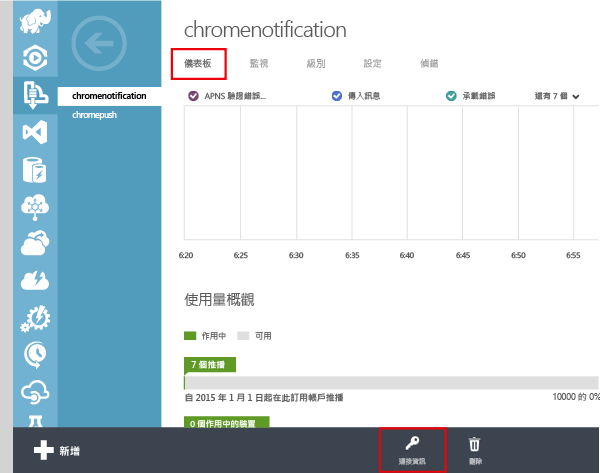 chromenotification
儀表板 監視 級別 設定 偵錯
chromenotification
chromepush
APNS 驗證錯誤... 傳入訊息 承載錯誤 還有 7 個
6:20 6:25 6:30 6:35 6:40 6:45 6:50 6:55
使用量概觀
作用中 可用
7 個推播
自 2015 年 1 月 1 日起在此訂用帳戶推播 10000 的 0%
0 個作用中的裝置
新增 連接資訊 刪除